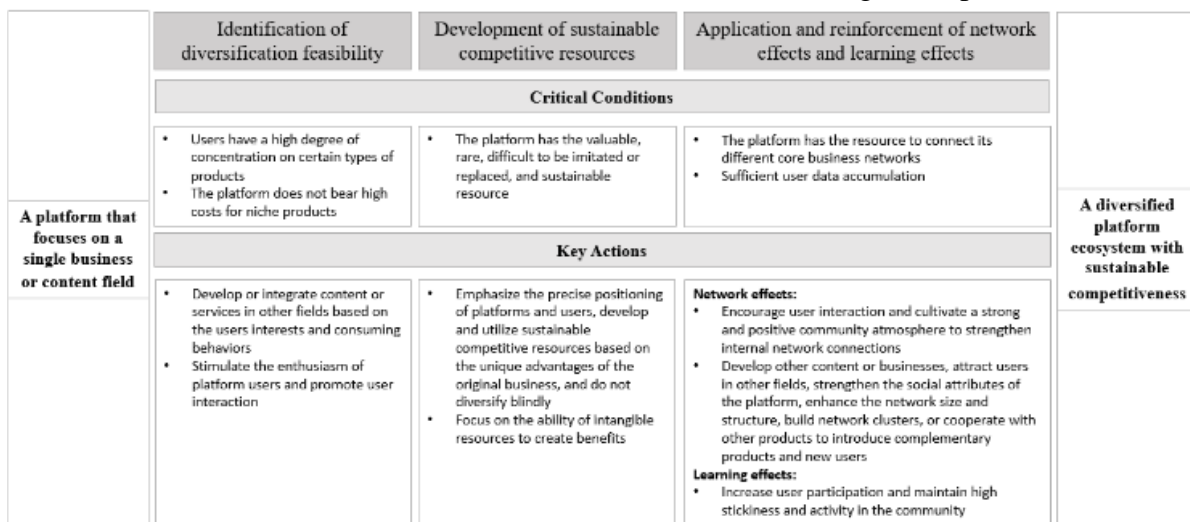 Identification of
diversification feasibility
Development of sustainable
competitive resources
Application and reinforcement of network
effects and learning effects
Critical Conditions
• Users have a high degree of
concentration on certain types of
products
• The platform does not bear high
costs for niche products
• The platform has the valuable,
rare, difficult to be imitated or
replaced, and sustainable
resource
• The platform has the resource to connect its
different core business networks
• Sufficient user data accumulation
A platform that
focuses on a
single business
or content field
A diversified
platform
ecosystem with
sustainable
competitiveness
Key Actions
• Develop or integrate content or
services in other fields based on
the users interests and consuming
behaviors
• Stimulate the enthusiasm of
platform users and promote user
interaction
• Emphasize the precise positioning
of platforms and users, develop
and utilize sustainable
competitive resources based on
the unique advantages of the
original business, and do not
diversify blindly
• Focus on the ability of intangible
resources to create benefits
Network effects:
• Encourage user interaction and cultivate a strong
and positive community atmosphere to strengthen
internal network connections
• Develop other content or businesses, attract users
in other fields, strengthen the social attributes of
the platform, enhance the network size and
structure, build network clusters, or cooperate with
other products to introduce complementary
products and new users
Learning effects:
• Increase user participation and maintain high
stickiness and activity in the community